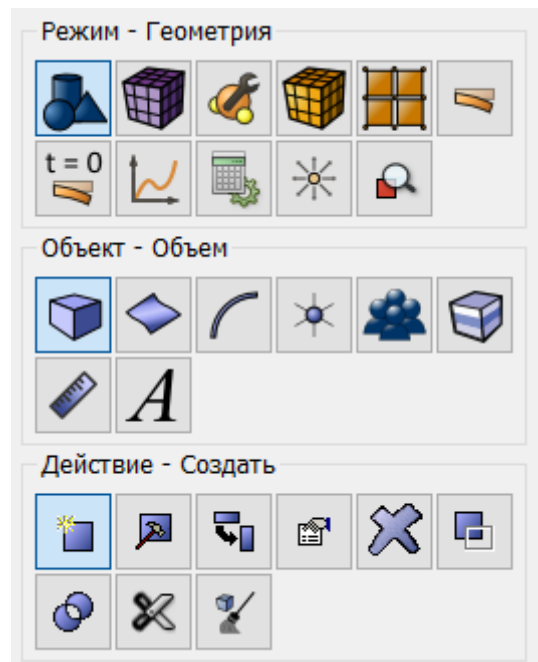 Режим - Геометрия
t = 0
Объект - Объем
A
Действие - Создать